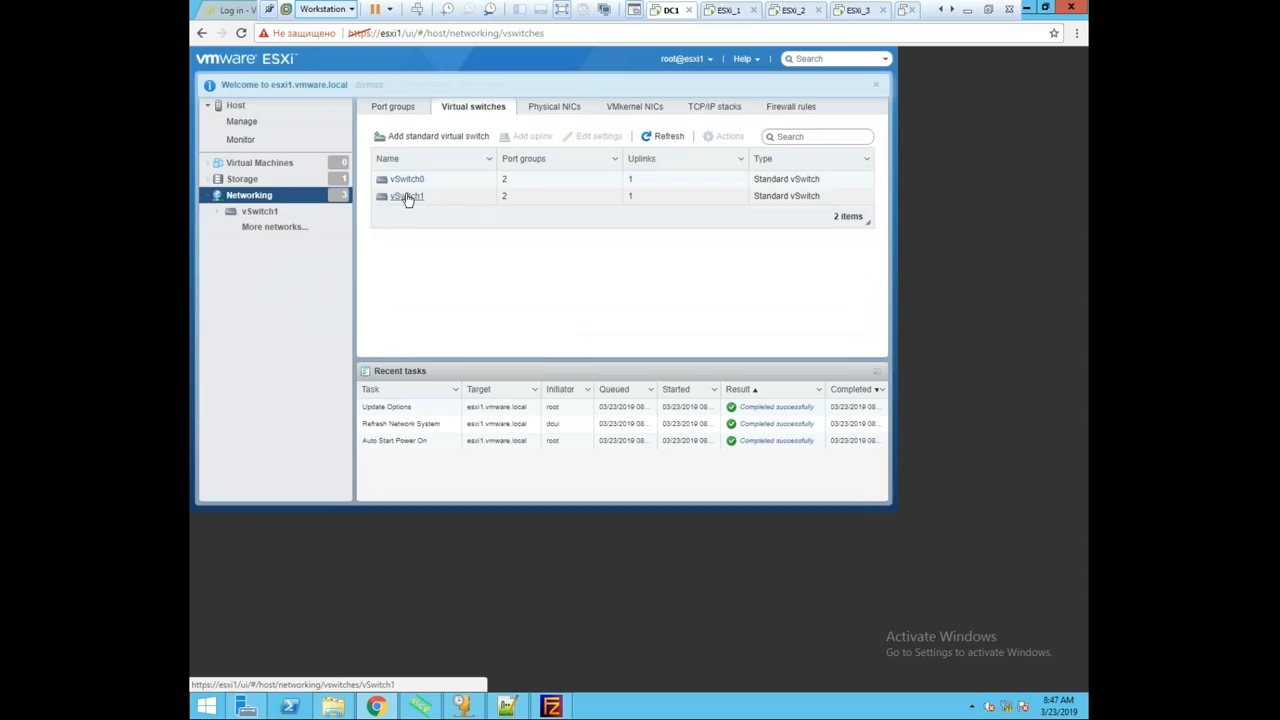 Log in - V
Workstation
DC1
ESXi_1
ESXi_2
ESXi_3
Не защищено
https://esxi1/ui/#/host/networking/vswitches
vmware ESXi
root@esxi1
Help
Search
Welcome to esxi1.vmware.local
dismiss
Host
Manage
Monitor
Virtual Machines 0
Storage 1
Networking 3
vSwitch1
More networks...
Port groups
Virtual switches
Physical NICs
VMkernel NICs
TCP/IP stacks
Firewall rules
Add standard virtual switch
Add uplink
Edit settings
Refresh
Actions
Search
Name Port groups Uplinks Type
vSwitch0 2 1 Standard vSwitch
vSwitch1 2 1 Standard vSwitch
2 items
Recent tasks
Task Target Initiator Queued Started Result Completed
Update Options esxi1.vmware.local root 03/23/2019 08... 03/23/2019 08... Completed successfully 03/23/2019 08...
Refresh Network System esxi1.vmware.local dcui 03/23/2019 08... 03/23/2019 08... Completed successfully 03/23/2019 08...
Auto Start Power On esxi1.vmware.local root 03/23/2019 08... 03/23/2019 08... Completed successfully 03/23/2019 08...
Activate Windows
Go to Settings to activate Windows.
https://esxi1/ui/#/host/networking/vswitches/vSwitch1
8:47 AM
3/23/2019